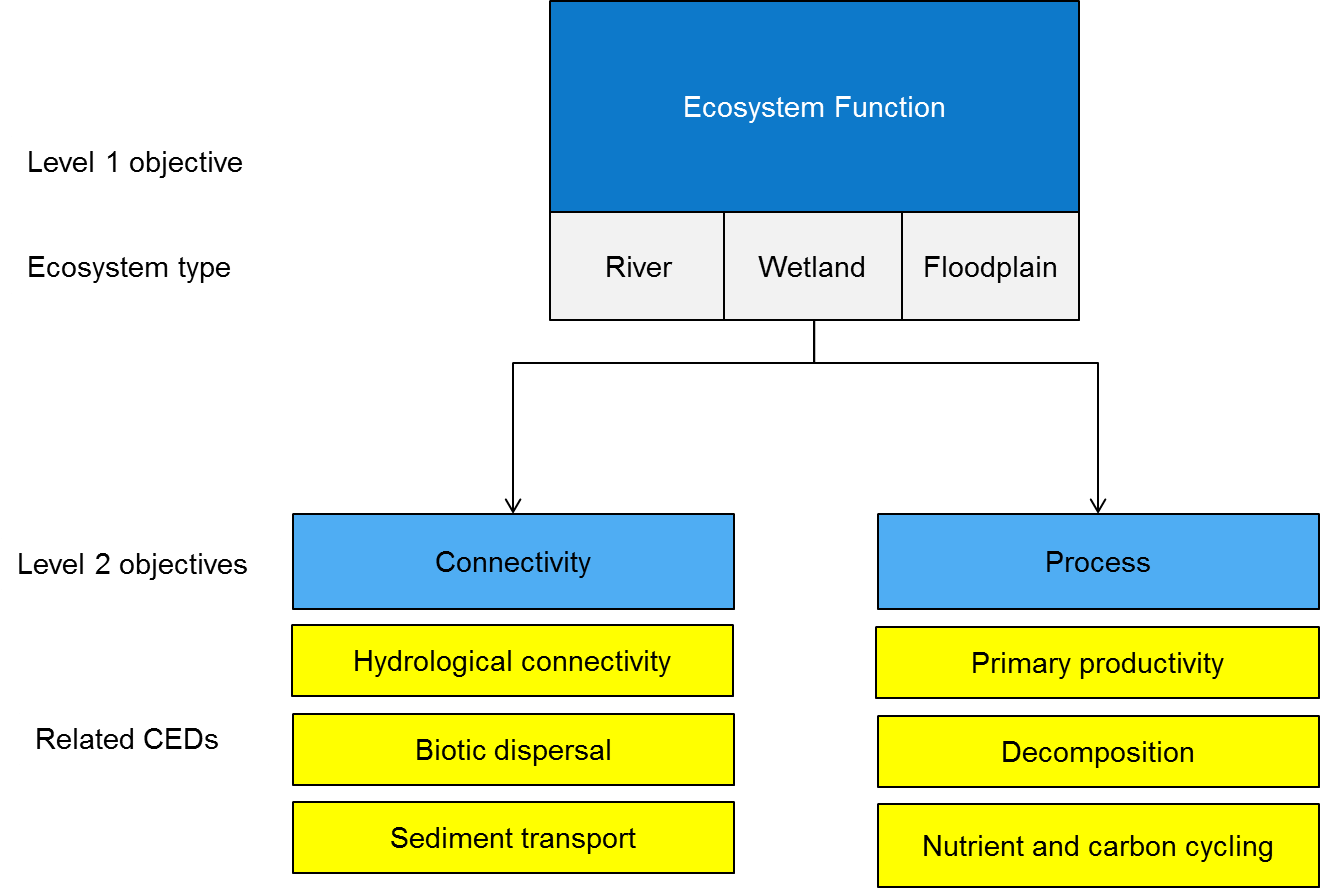 Ecosystem Function
Level 1 objective
Ecosystem type
River
Wetland
Floodplain
Level 2 objectives
Connectivity
Process
Hydrological connectivity
Primary productivity
Related CEDs
Biotic dispersal
Decomposition
Sediment transport
Nutrient and carbon cycling